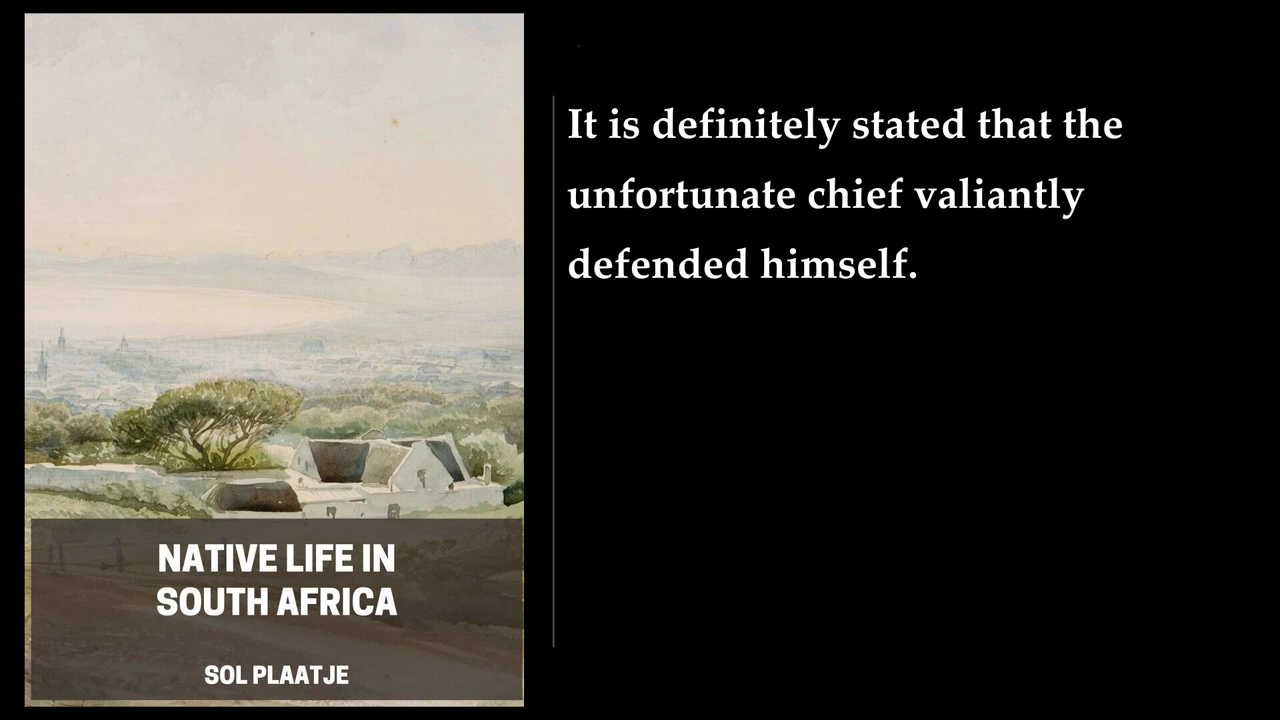 It is definitely stated that the
unfortunate chief valiantly
defended himself.
NATIVE LIFE IN
SOUTH AFRICA
SOL PLAATJE